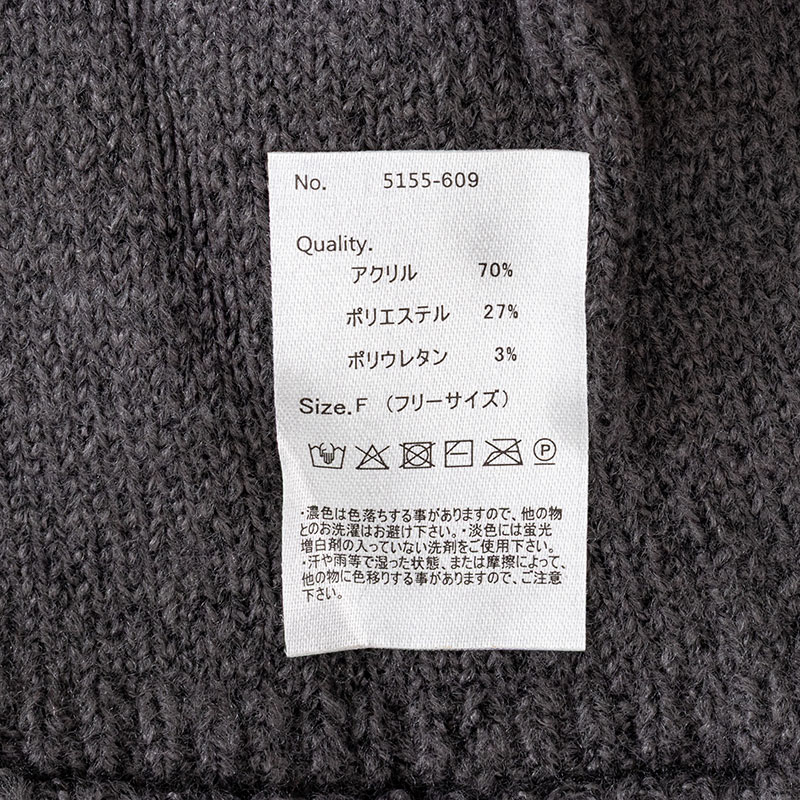 No. 5155-609
Quality.
アクリル 70%
ポリエステル 27%
ポリウレタン 3%
Size.F (フリーサイズ)
P
・濃色は色落ちする事がありますので、他の物
とのお洗濯はお避け下さい。・淡色には蛍光
増白剤の入っていない洗剤をご使用下さい。
・汗や雨等で湿った状態、または摩擦によって、
他の物に色移りする事がありますので、ご注意
下さい。